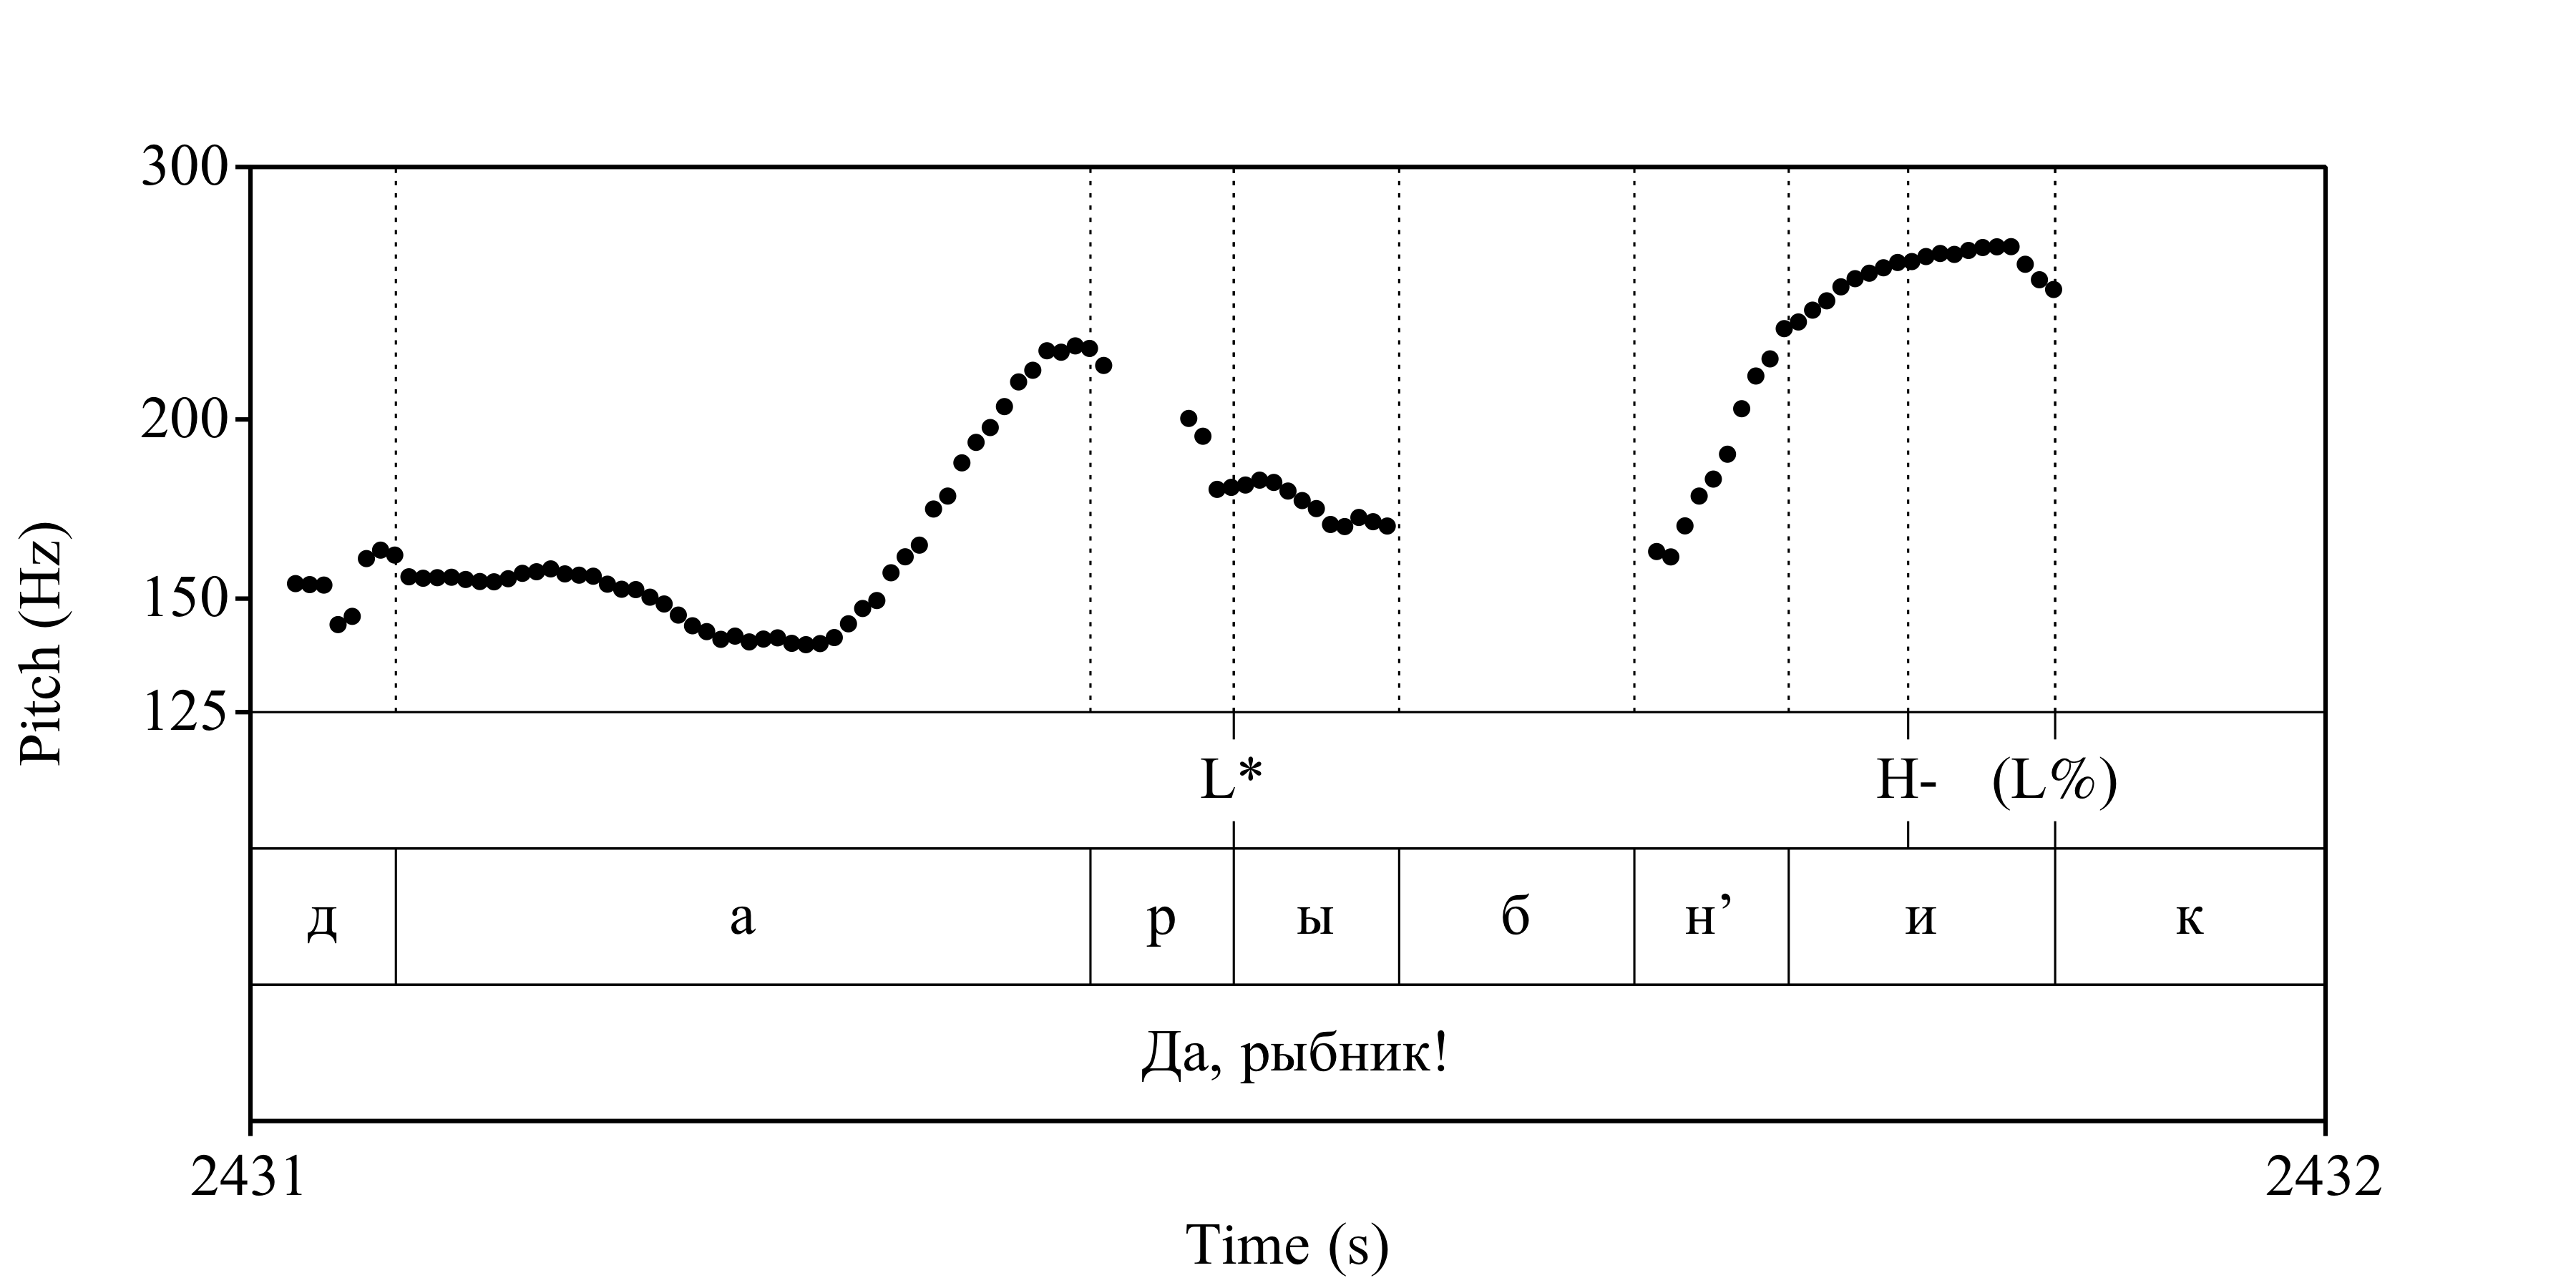 300
200
150
125
Pitch (Hz)
L* H- (L%)
д а р ы б н’ и к
Да, рыбник!
2431 2432
Time (s)